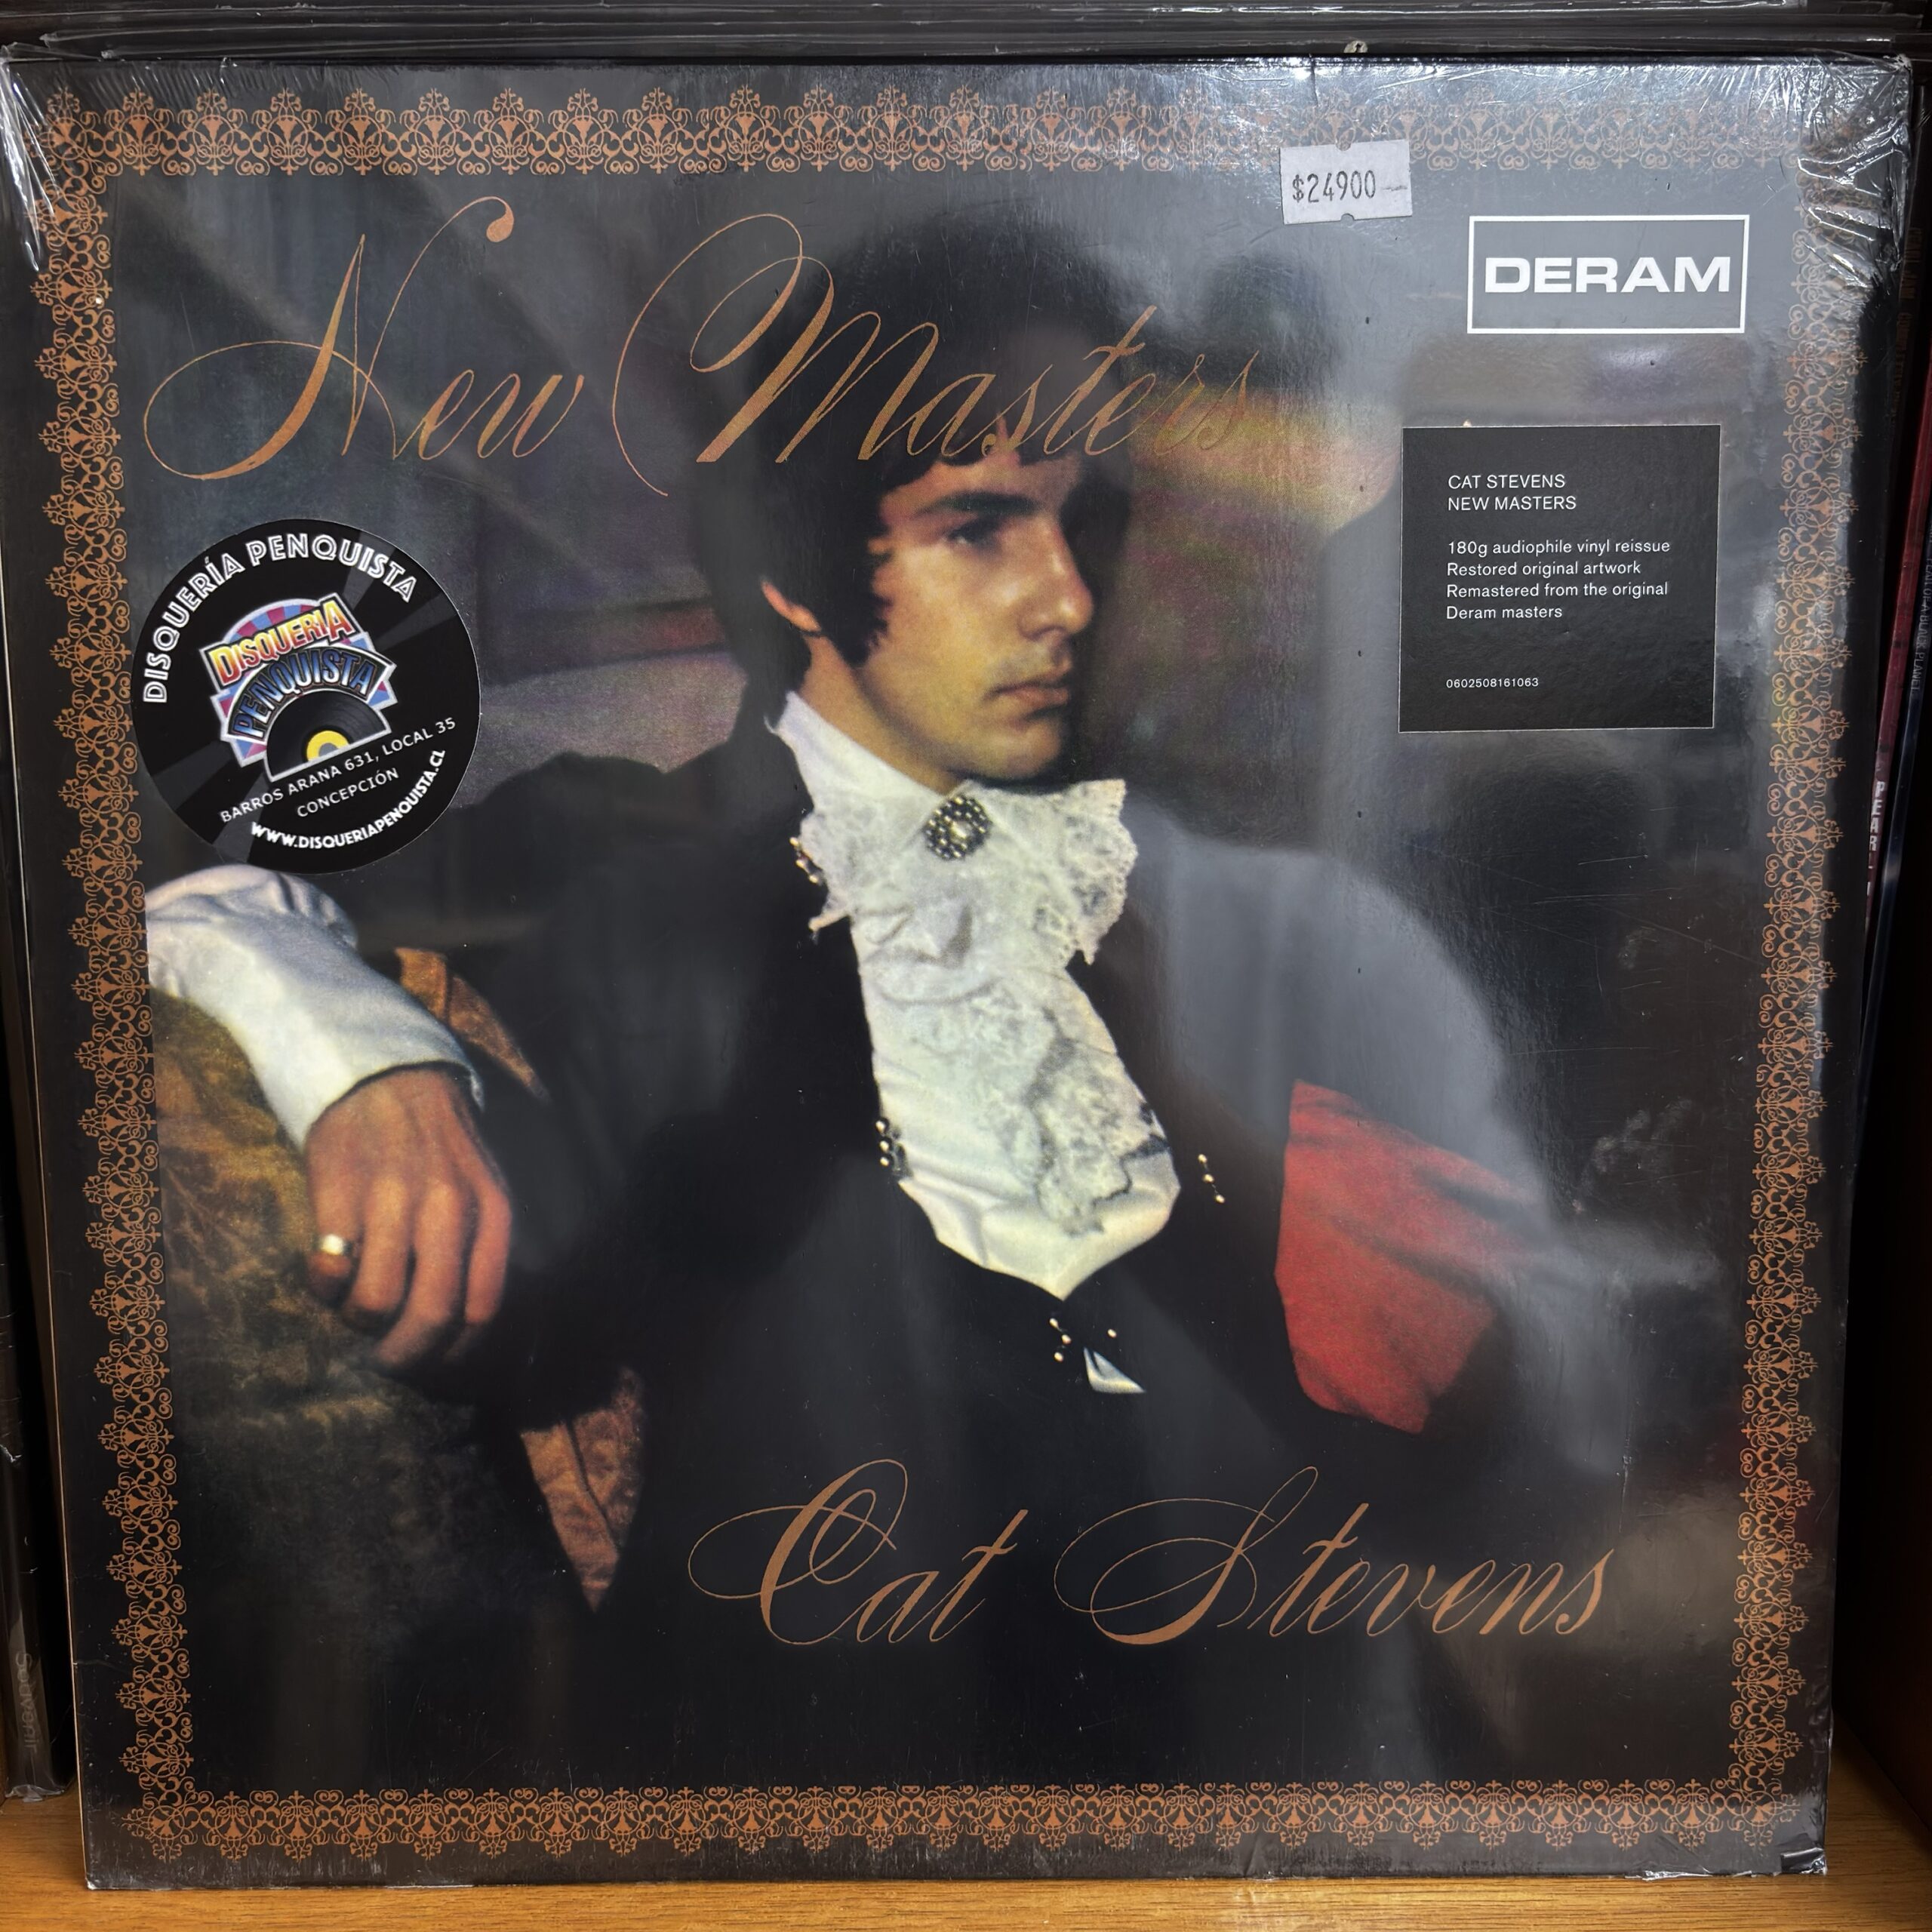 $24900
DERAM
New Masters
CAT STEVENS
NEW MASTERS
180g audiophile vinyl reissue
Restored original artwork
Remastered from the original
Deram masters
0602508161063
DISQUERÍA PENQUISTA
DISQUERIA
PENQUISTA
BARROS ARANA 631, LOCAL 35
CONCEPCIÓN
WWW.DISQUERIAPENQUISTA.CL
Cat Stevens
Souvenir